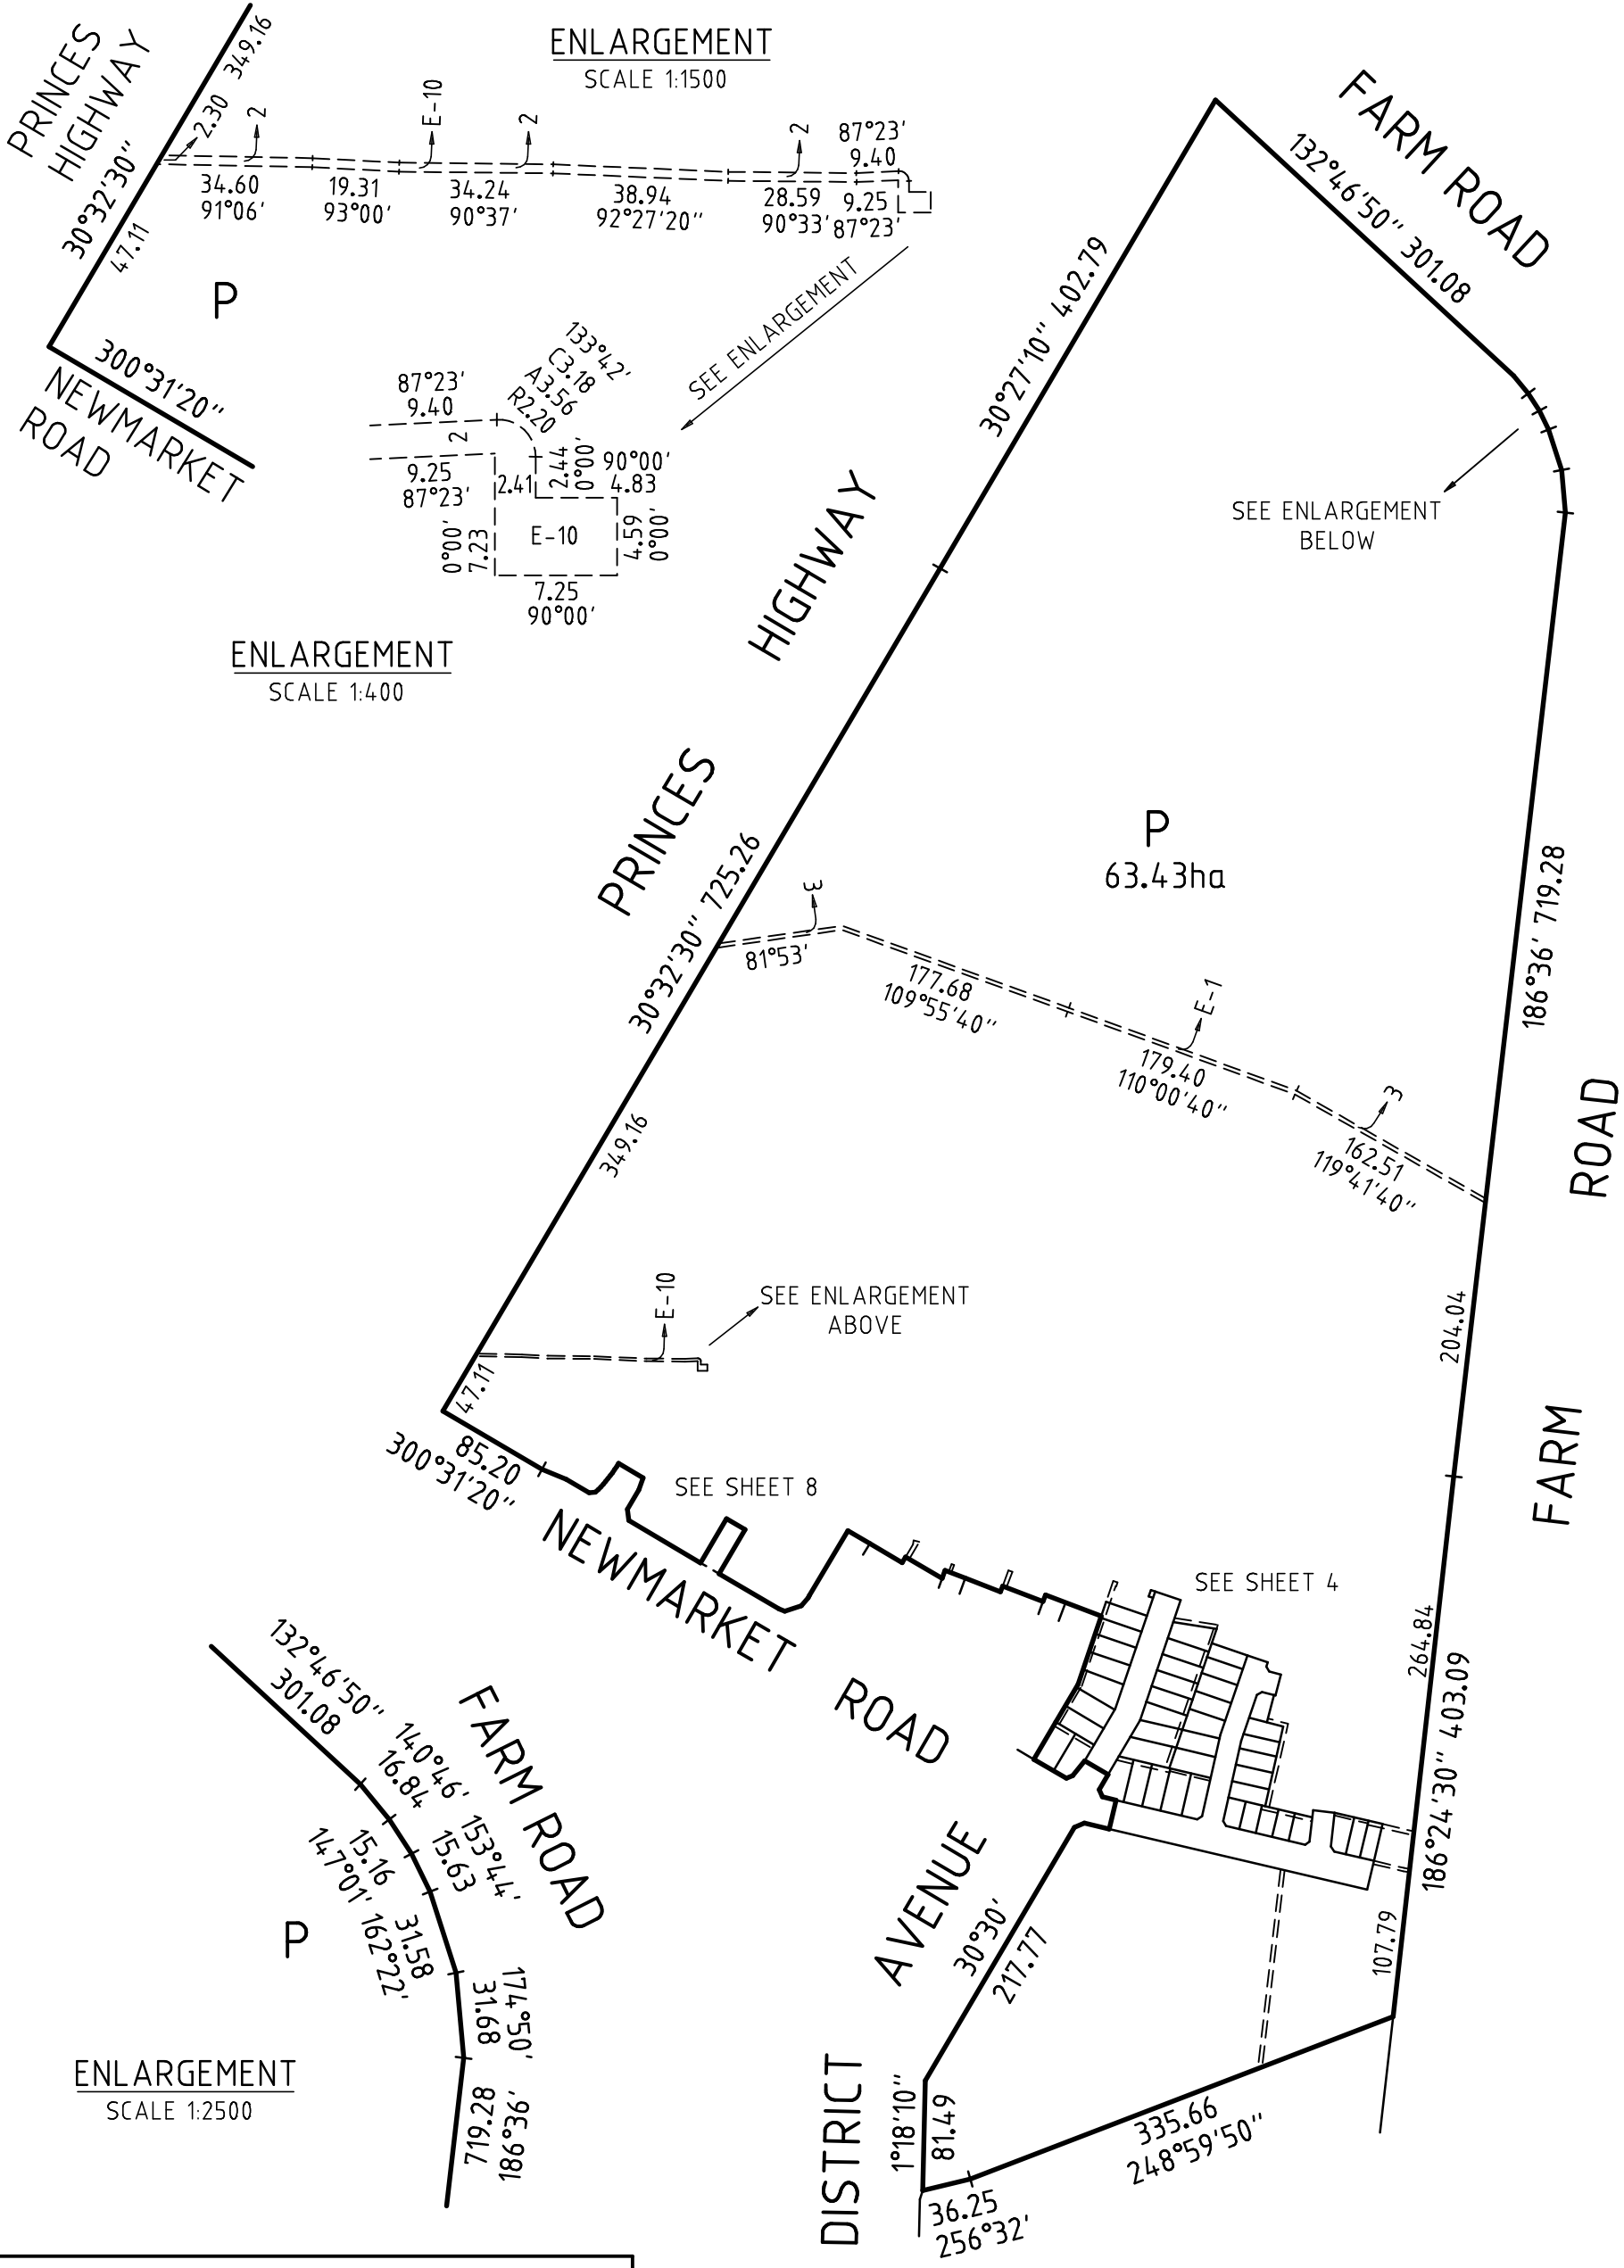 PRINCES
HIGHWAY
349.16
2.30
2
E-10
2
2
30°32'30"
47.11
ENLARGEMENT
SCALE 1:1500
34.60
91°06'
19.31
93°00'
34.24
90°37'
38.94
92°27'20"
28.59
90°33'
87°23'
9.40
9.25
87°23'
P
300°31'20"
NEWMARKET
ROAD
SEE ENLARGEMENT
133°42'
C3.18
A3.56
R2.20
87°23'
9.40
2
9.25
87°23'
2.41
2.44
0°00'
90°00'
4.83
0°00'
7.23
E-10
4.59
0°00'
7.25
90°00'
ENLARGEMENT
SCALE 1:400
FARM ROAD
132°46'50" 301.08
30°27'10" 402.79
SEE ENLARGEMENT
BELOW
PRINCES HIGHWAY
30°32'30" 725.26
P
63.43ha
186°36' 719.28
3
81°53'
177.68
109°55'40"
E-1
179.40
110°00'40"
3
162.51
119°41'40"
349.16
FARM ROAD
204.04
E-10
SEE ENLARGEMENT
ABOVE
47.11
85.20
300°31'20"
SEE SHEET 8
NEWMARKET ROAD
SEE SHEET 4
264.84
186°24'30" 403.09
107.79
DISTRICT AVENUE
30°30'
217.77
1°18'10"
81.49
36.25
256°32'
335.66
248°59'50"
132°46'50"
301.08
FARM ROAD
140°46'
16.84
15.16
147°01'
153°44'
15.63
31.58
162°22'
174°50'
31.68
P
719.28
186°36'
ENLARGEMENT
SCALE 1:2500